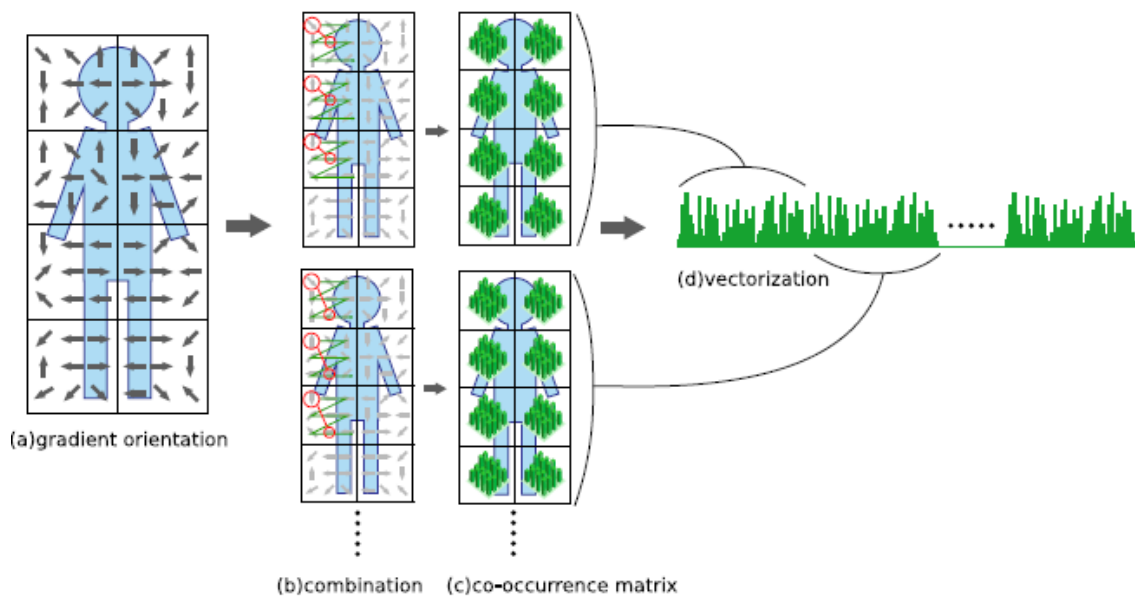 (a)gradient orientation
(b)combination
(c)co-occurrence matrix
(d)vectorization